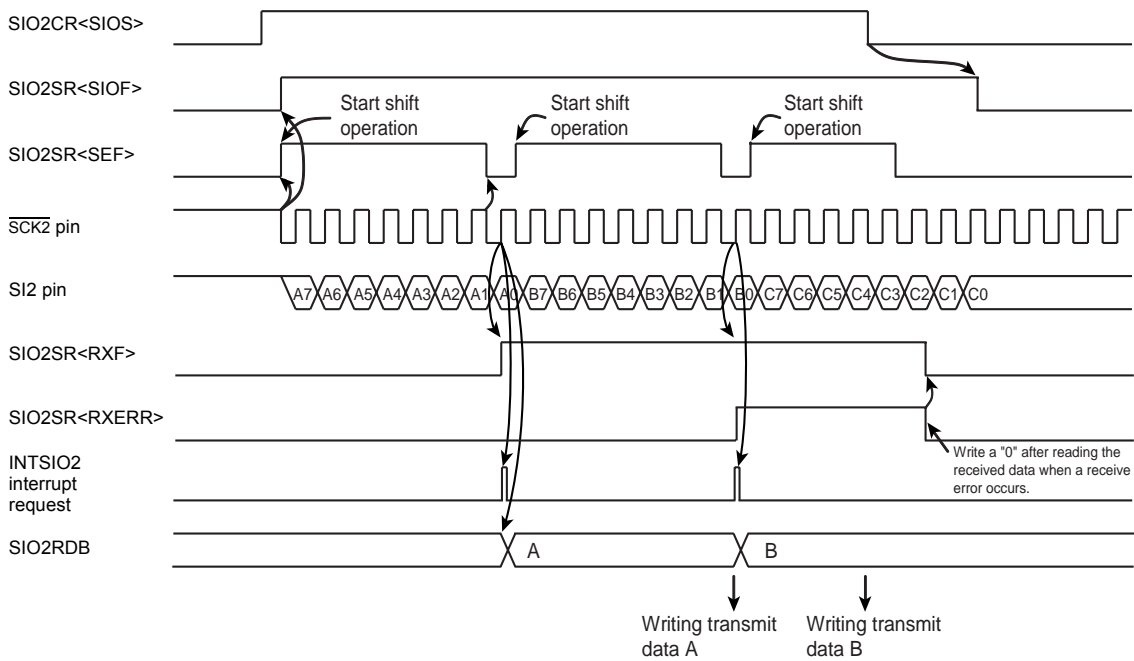 SIO2CR<SIOS>
SIO2SR<SIOF>
Start shift
operation
Start shift
operation
Start shift
operation
SIO2SR<SEF>
SCK2 pin
SI2 pin
A7 A6 A5 A4 A3 A2 A1 A0 B7 B6 B5 B4 B3 B2 B1 B0 C7 C6 C5 C4 C3 C2 C1 C0
SIO2SR<RXF>
SIO2SR<RXERR>
Write a "0" after reading the
received data when a receive
error occurs.
INTSIO2
interrupt
request
SIO2RDB
A B
Writing transmit
data A
Writing transmit
data B